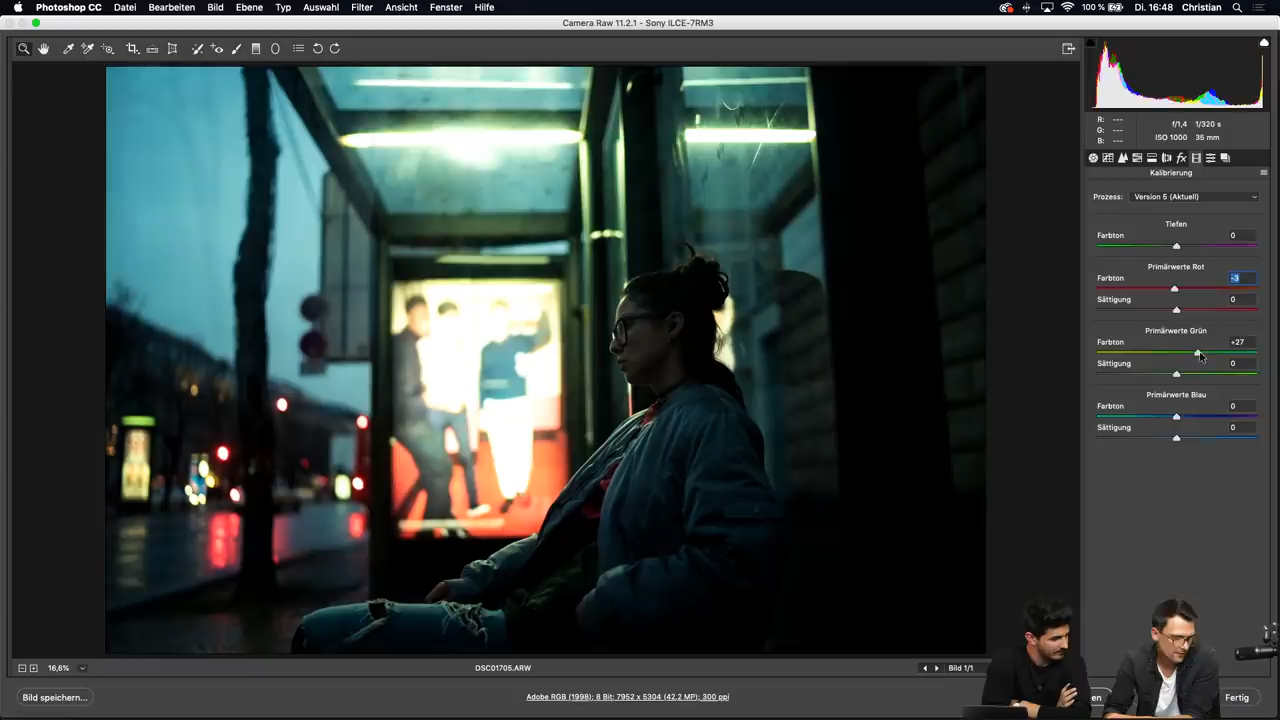 Photoshop CC Datei Bearbeiten Bild Ebene Typ Auswahl Filter Ansicht Fenster Hilfe 100 % Di. 16:48 Christian
Camera Raw 11.2.1 - Sony ILCE-7RM3
R: ---
G: ---
B: ---
f/1,4 1/320 s
ISO 1000 35 mm
fx
Kalibrierung
Prozess: Version 5 (Aktuell)
Tiefen
Farbton 0
Primärwerte Rot
Farbton -3
Sättigung 0
Primärwerte Grün
Farbton +27
Sättigung 0
Primärwerte Blau
Farbton 0
Sättigung 0
16,6% DSC01705.ARW Bild 1/1
Bild speichern... Adobe RGB (1998); 8 Bit; 7952 x 5304 (42,2 MP); 300 ppi Fertig